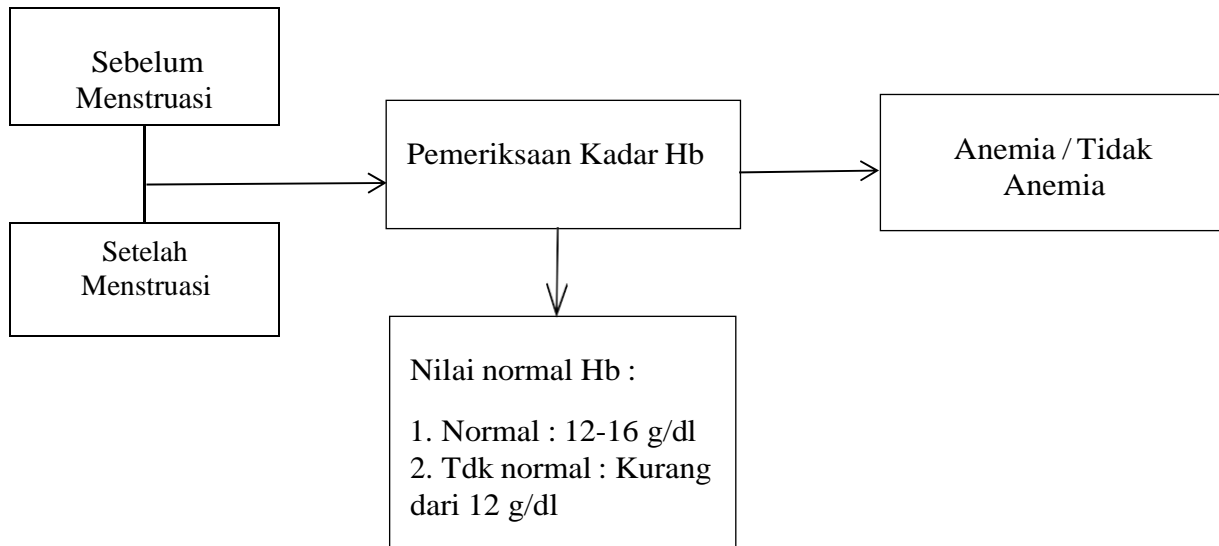 Sebelum
Menstruasi
Pemeriksaan Kadar Hb
Anemia / Tidak
Anemia
Setelah
Menstruasi
Nilai normal Hb :
1. Normal : 12-16 g/dl
2. Tdk normal : Kurang
dari 12 g/dl